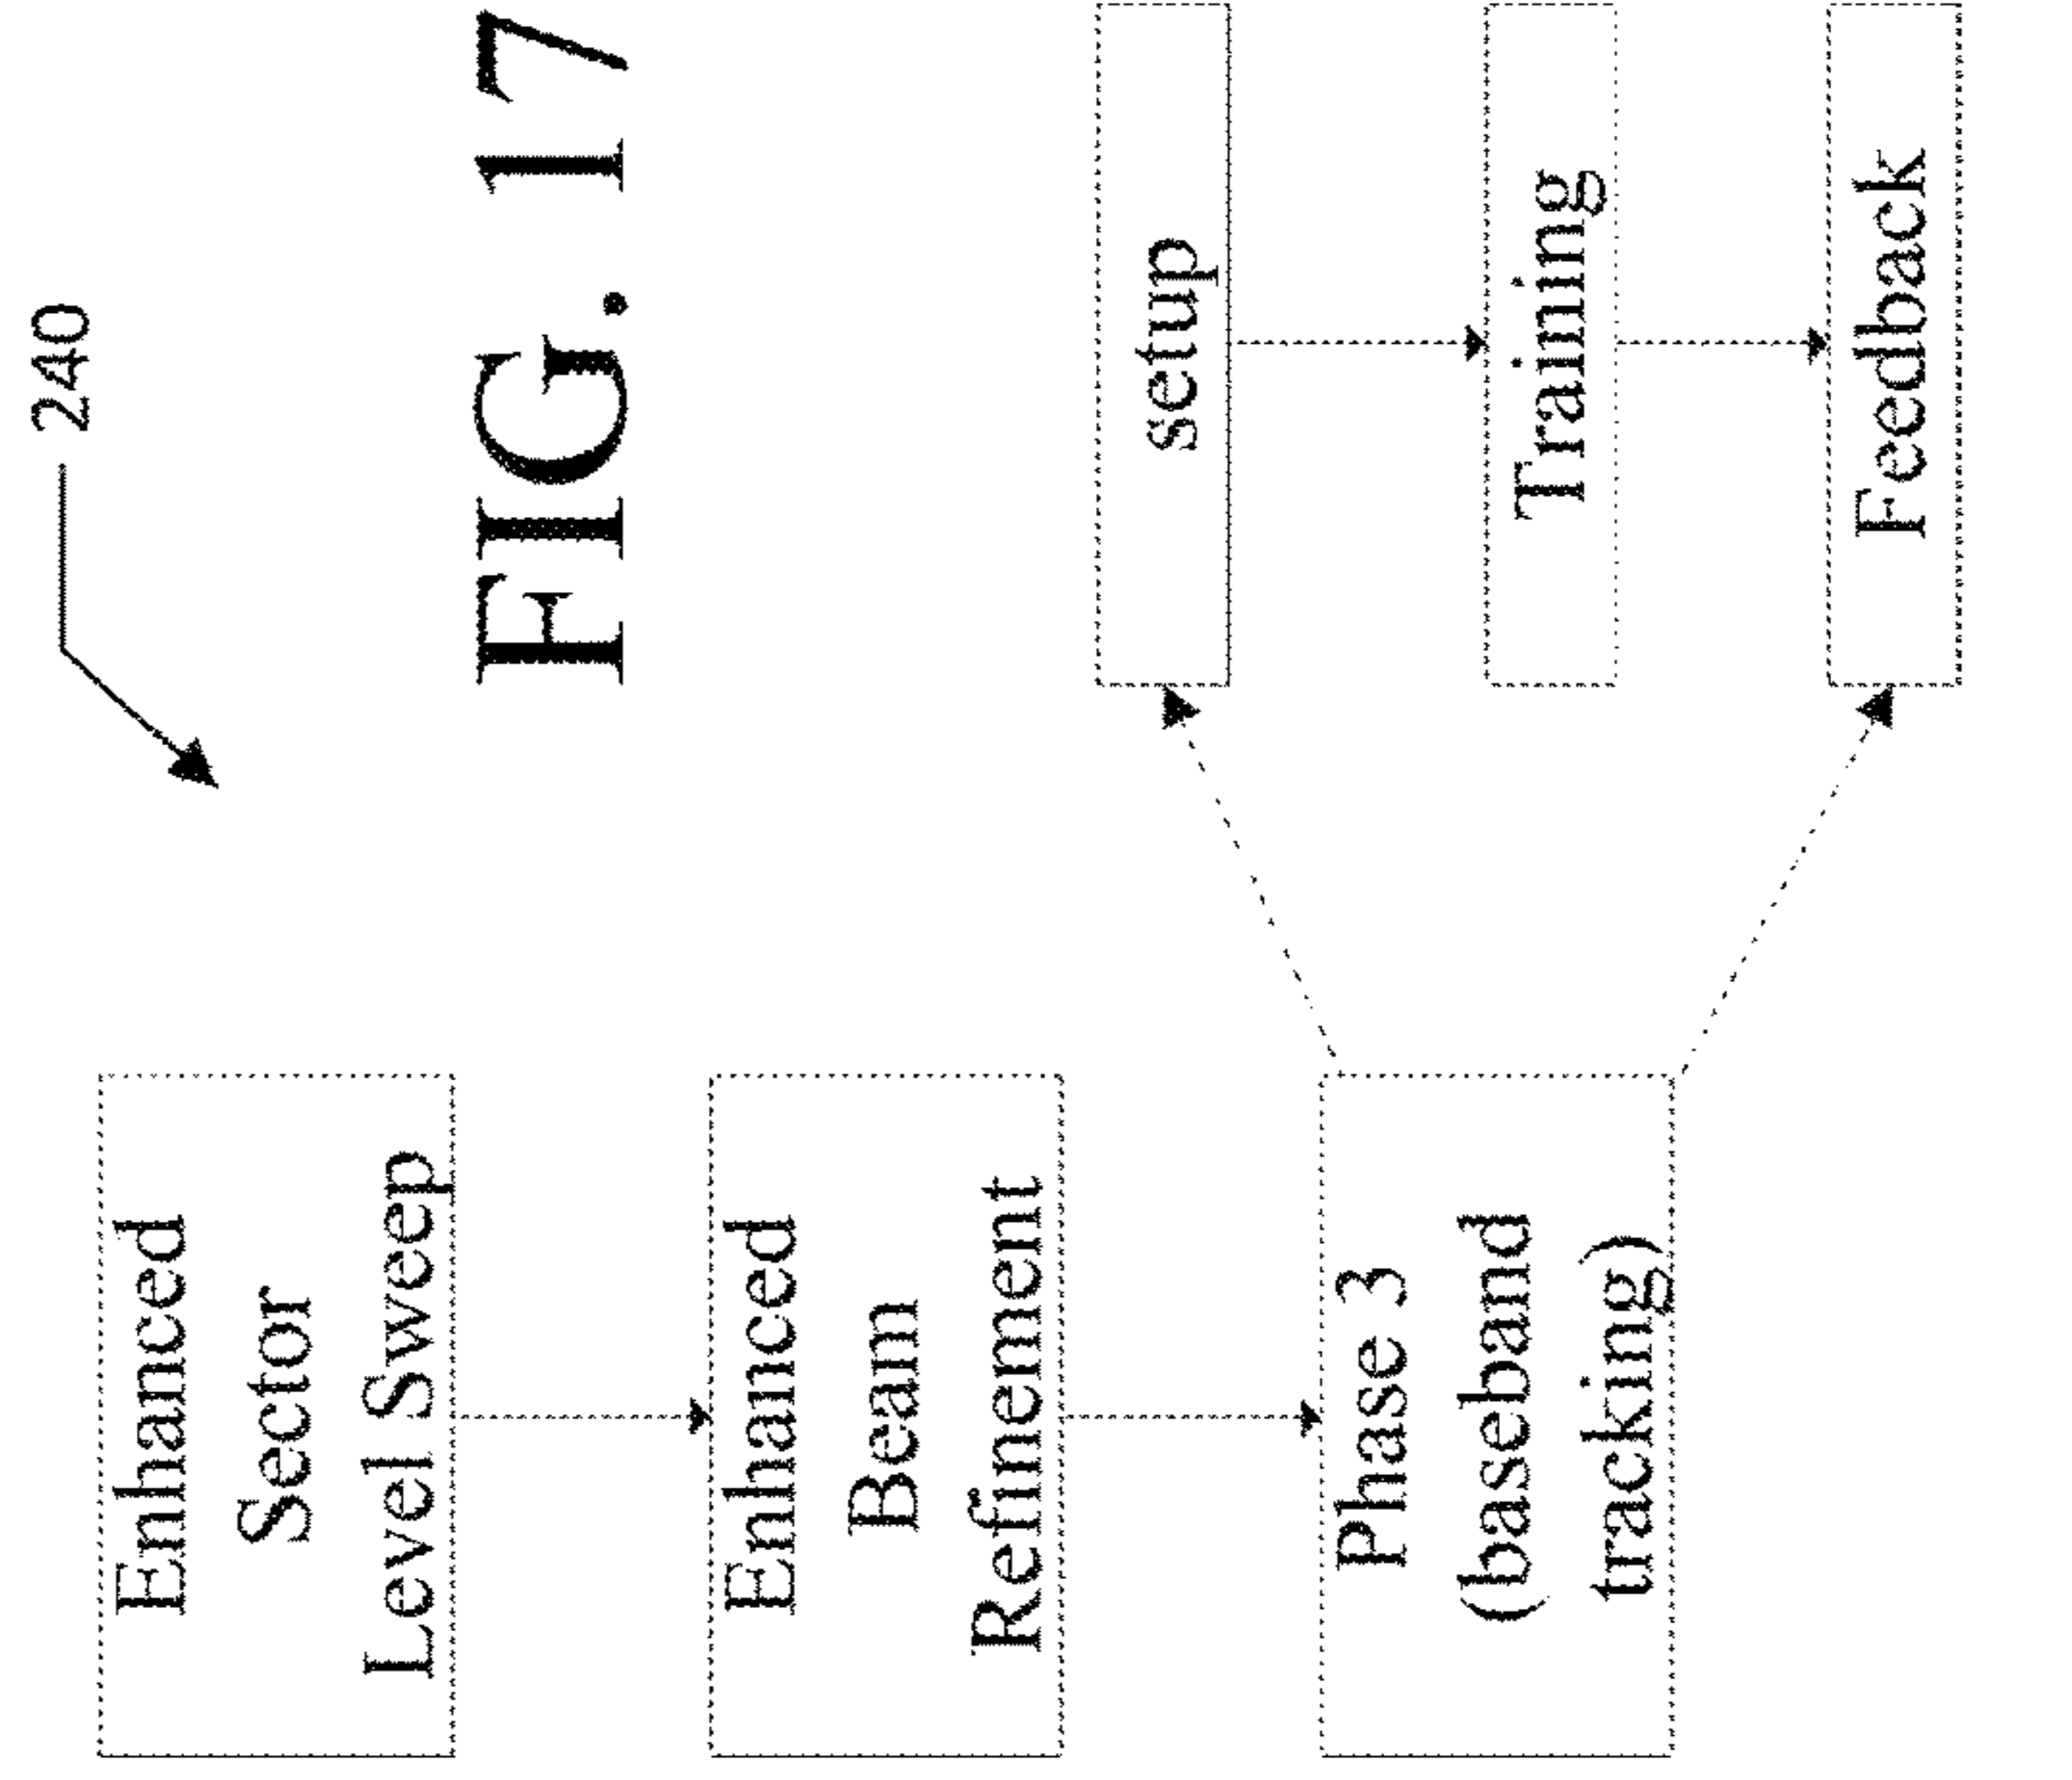 240
FIG. 17
Enhanced
Sector
Level Sweep
Enhanced
Beam
Refinement
Phase 3
(baseband
tracking)
setup
Training
Feedback